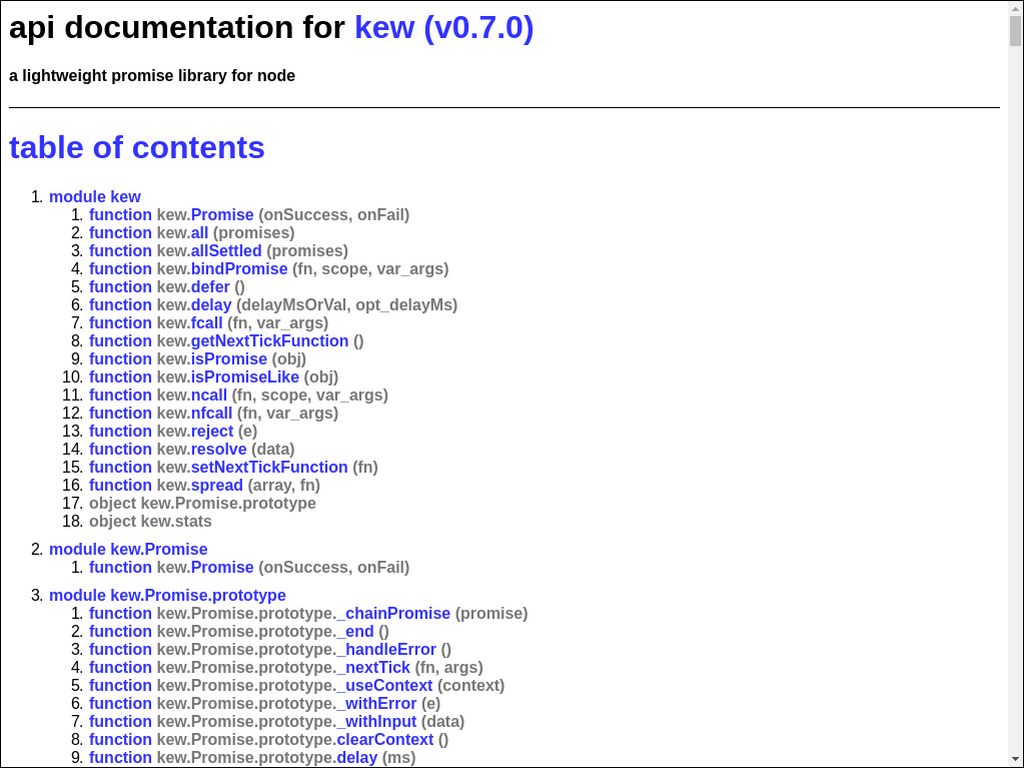 api documentation for kew (v0.7.0)
a lightweight promise library for node
table of contents
1. module kew
1. function kew.Promise (onSuccess, onFail)
2. function kew.all (promises)
3. function kew.allSettled (promises)
4. function kew.bindPromise (fn, scope, var_args)
5. function kew.defer ()
6. function kew.delay (delayMsOrVal, opt_delayMs)
7. function kew.fcall (fn, var_args)
8. function kew.getNextTickFunction ()
9. function kew.isPromise (obj)
10. function kew.isPromiseLike (obj)
11. function kew.ncall (fn, scope, var_args)
12. function kew.nfcall (fn, var_args)
13. function kew.reject (e)
14. function kew.resolve (data)
15. function kew.setNextTickFunction (fn)
16. function kew.spread (array, fn)
17. object kew.Promise.prototype
18. object kew.stats
2. module kew.Promise
1. function kew.Promise (onSuccess, onFail)
3. module kew.Promise.prototype
1. function kew.Promise.prototype._chainPromise (promise)
2. function kew.Promise.prototype._end ()
3. function kew.Promise.prototype._handleError ()
4. function kew.Promise.prototype._nextTick (fn, args)
5. function kew.Promise.prototype._useContext (context)
6. function kew.Promise.prototype._withError (e)
7. function kew.Promise.prototype._withInput (data)
8. function kew.Promise.prototype.clearContext ()
9. function kew.Promise.prototype.delay (ms)